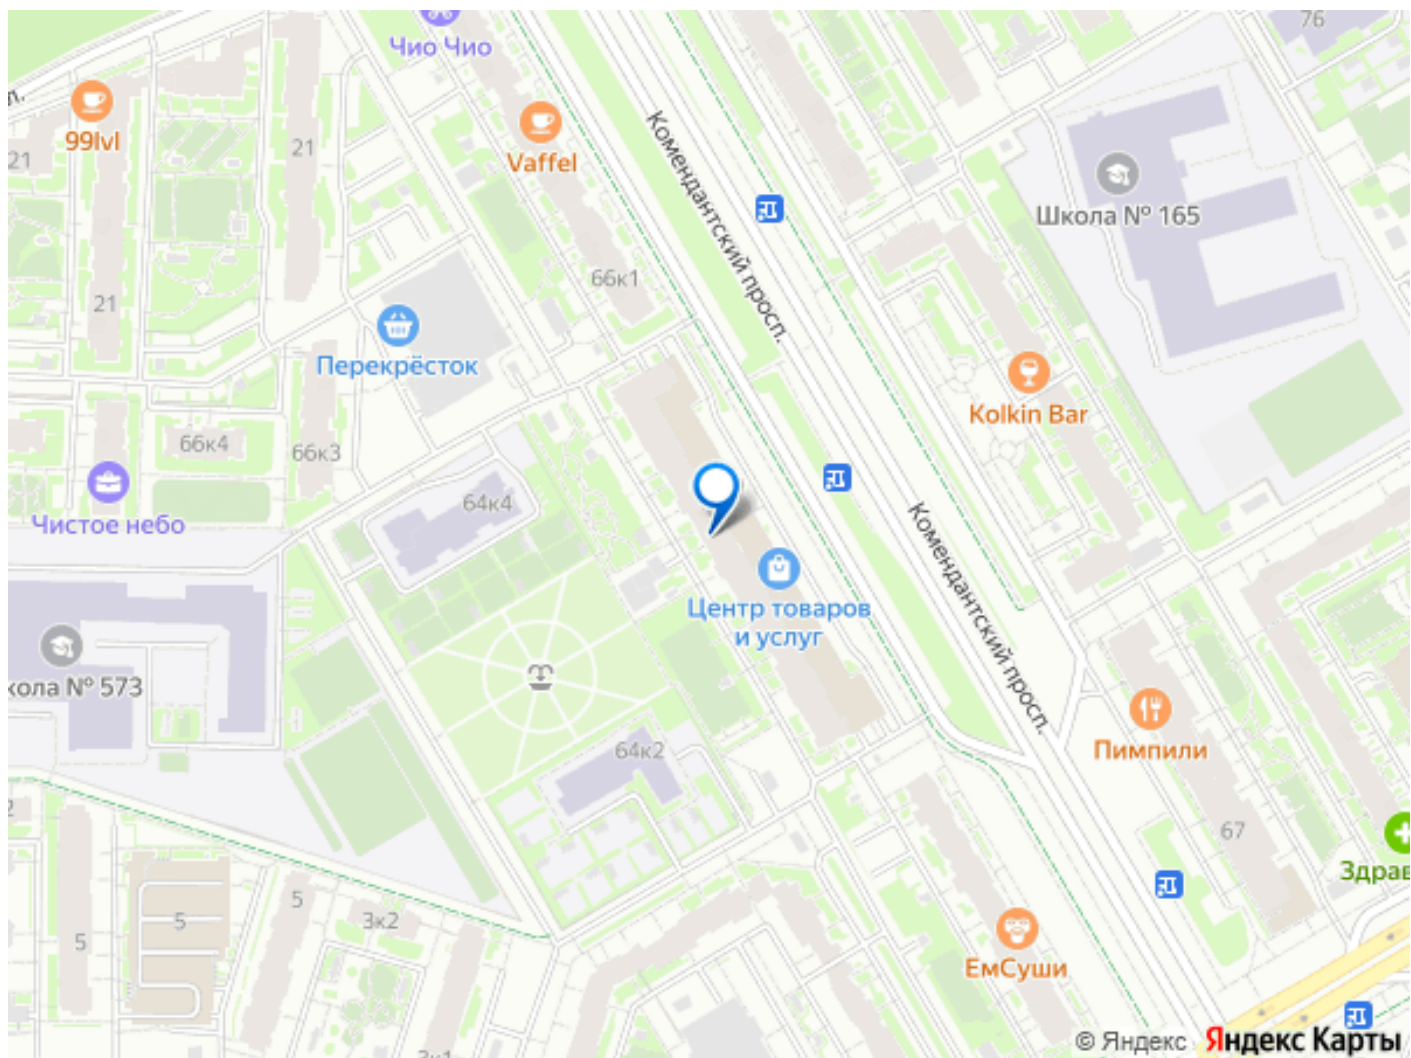 Чио Чио
76
99lvl
21
21
Vaffel
Комендантский просп.
Школа № 165
66к1
21
Перекрёсток
Kolkin Bar
66к4
66к3
Чистое небо
64к4
Комендантский просп.
Центр товаров
и услуг
кола № 573
64к2
Пимпили
67
Здрав
5
5
5
3к2
ЕмСуши
3к1
© Яндекс Яндекс Карты